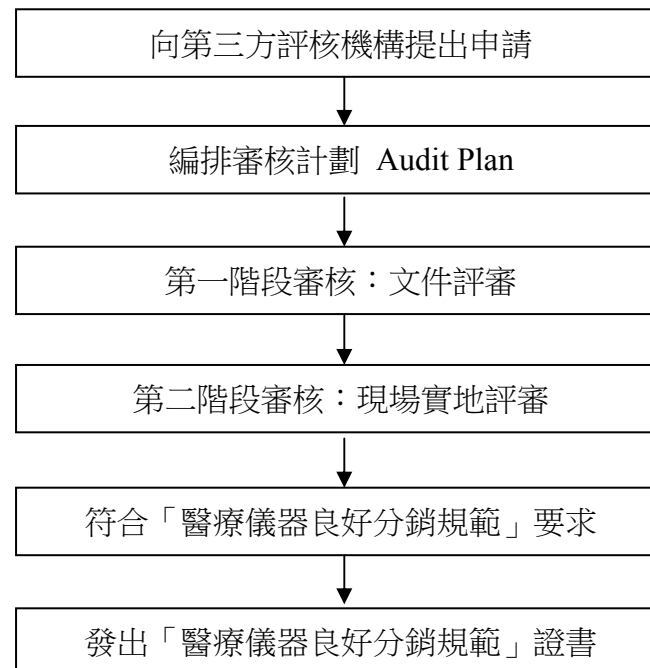 向第三方評核機構提出申請
編排審核計劃 Audit Plan
第一階段審核：文件評審
第二階段審核：現場實地評審
符合「醫療儀器良好分銷規範」要求
發出「醫療儀器良好分銷規範」證書